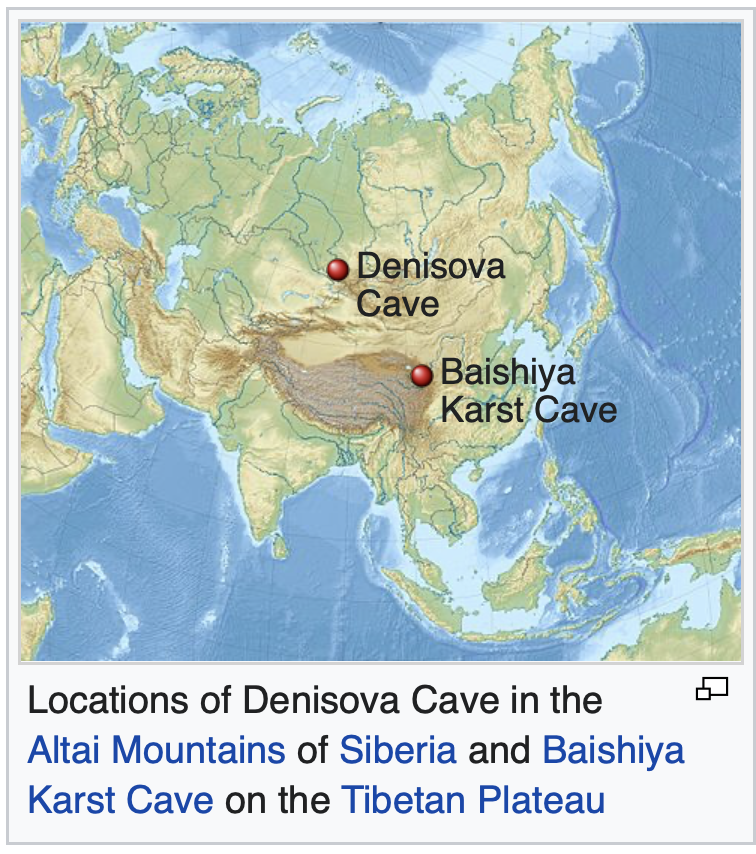 Denisova
Cave
Baishiya
Karst Cave
Locations of Denisova Cave in the
Altai Mountains of Siberia and Baishiya
Karst Cave on the Tibetan Plateau